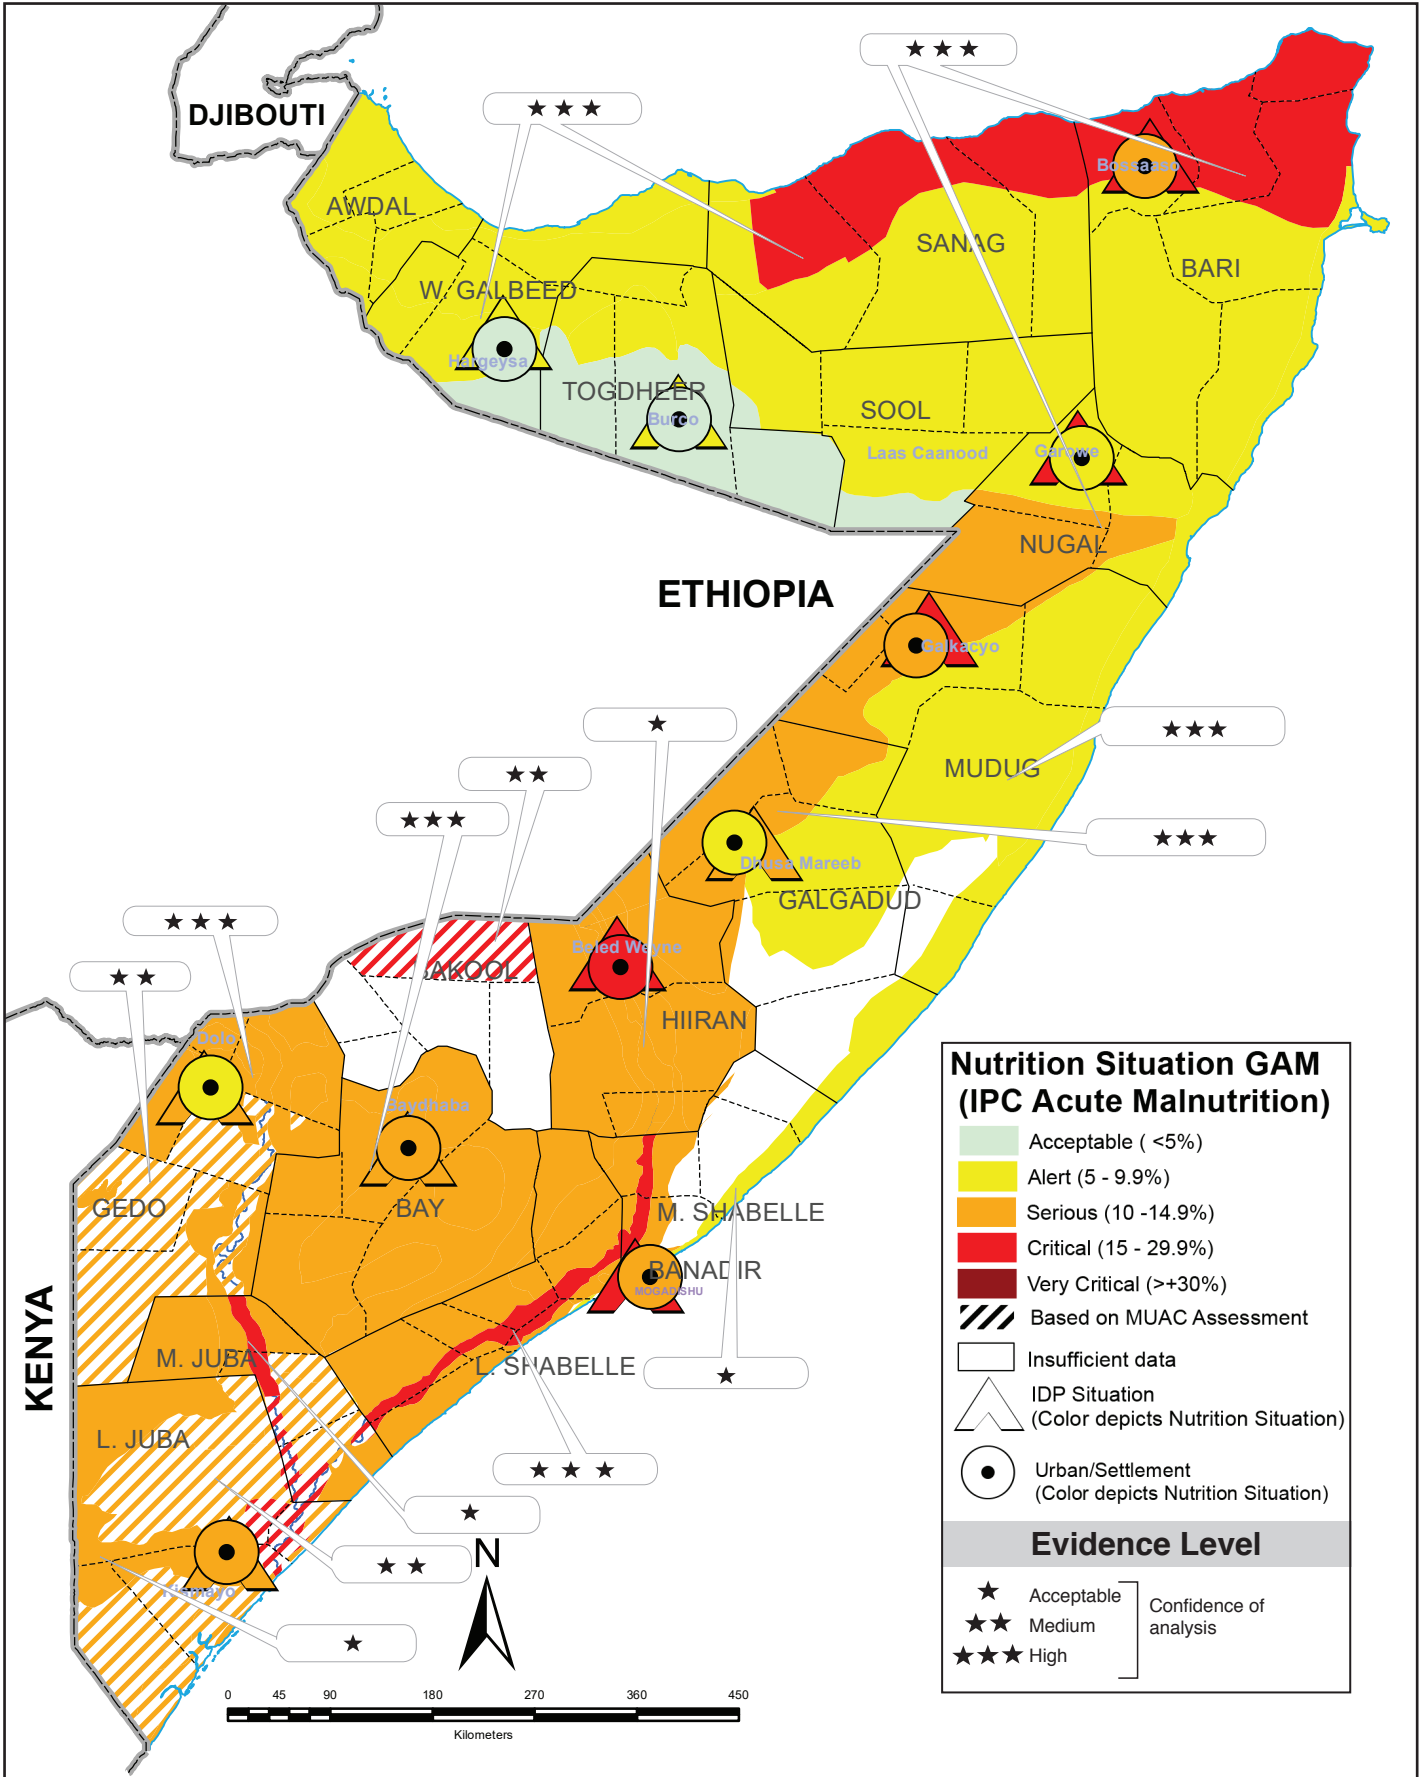 DJIBOUTI
AWDAL
W. GALBEED
Hargeysa
TOGDHEER
Burco
SANAG
Bossaaso
BARI
SOOL
Laas Caanood
Garowe
NUGAL
ETHIOPIA
Galkacyo
MUDUG
Dhusa Mareeb
GALGADUD
Beled Weyne
BAKOOL
HIIRAN
Dolo
Baydhaba
GEDO
BAY
M. SHABELLE
BANADIR
MOGADISHU
KENYA
M. JUBA
L. SHABELLE
L. JUBA
Kismayo
N
0 45 90 180 270 360 450
Kilometers
Nutrition Situation GAM
(IPC Acute Malnutrition)
Acceptable ( <5%)
Alert (5 - 9.9%)
Serious (10 -14.9%)
Critical (15 - 29.9%)
Very Critical (>+30%)
Based on MUAC Assessment
Insufficient data
IDP Situation
(Color depicts Nutrition Situation)
Urban/Settlement
(Color depicts Nutrition Situation)
Evidence Level
Acceptable
Medium
High
Confidence of
analysis